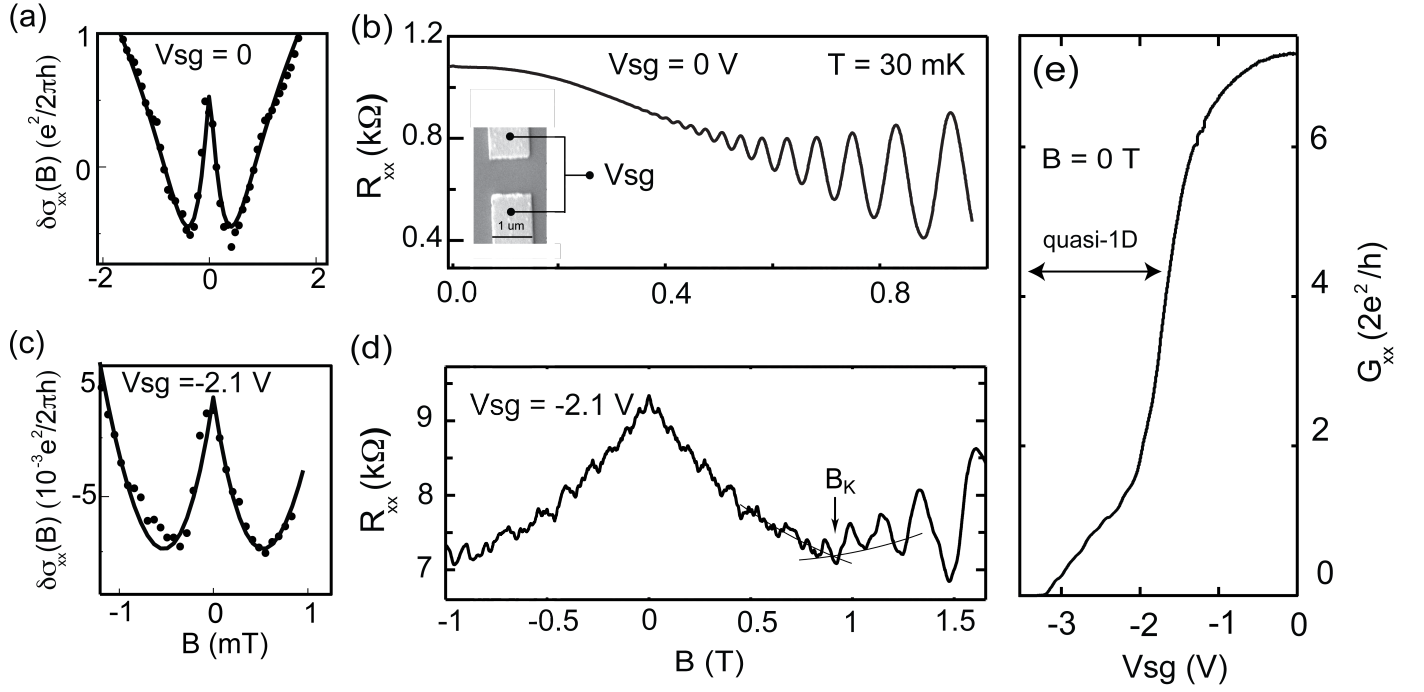 (a)
1
0
δσxx(B) (e²/2πh)
Vsg = 0
-2 0 2
(b)
1.2
0.8
0.4
Rxx (kΩ)
Vsg = 0 V T = 30 mK
Vsg
1 um
0.0 0.4 0.8
(c)
5
-5
δσxx(B) (10⁻³e²/2πh)
Vsg =-2.1 V
-1 0 1
B (mT)
(d)
9
8
7
Rxx (kΩ)
Vsg = -2.1 V
BK
-1 -0.5 0 0.5 1 1.5
B (T)
(e)
B = 0 T
quasi-1D
6
4
2
0
Gxx (2e²/h)
-3 -2 -1 0
Vsg (V)